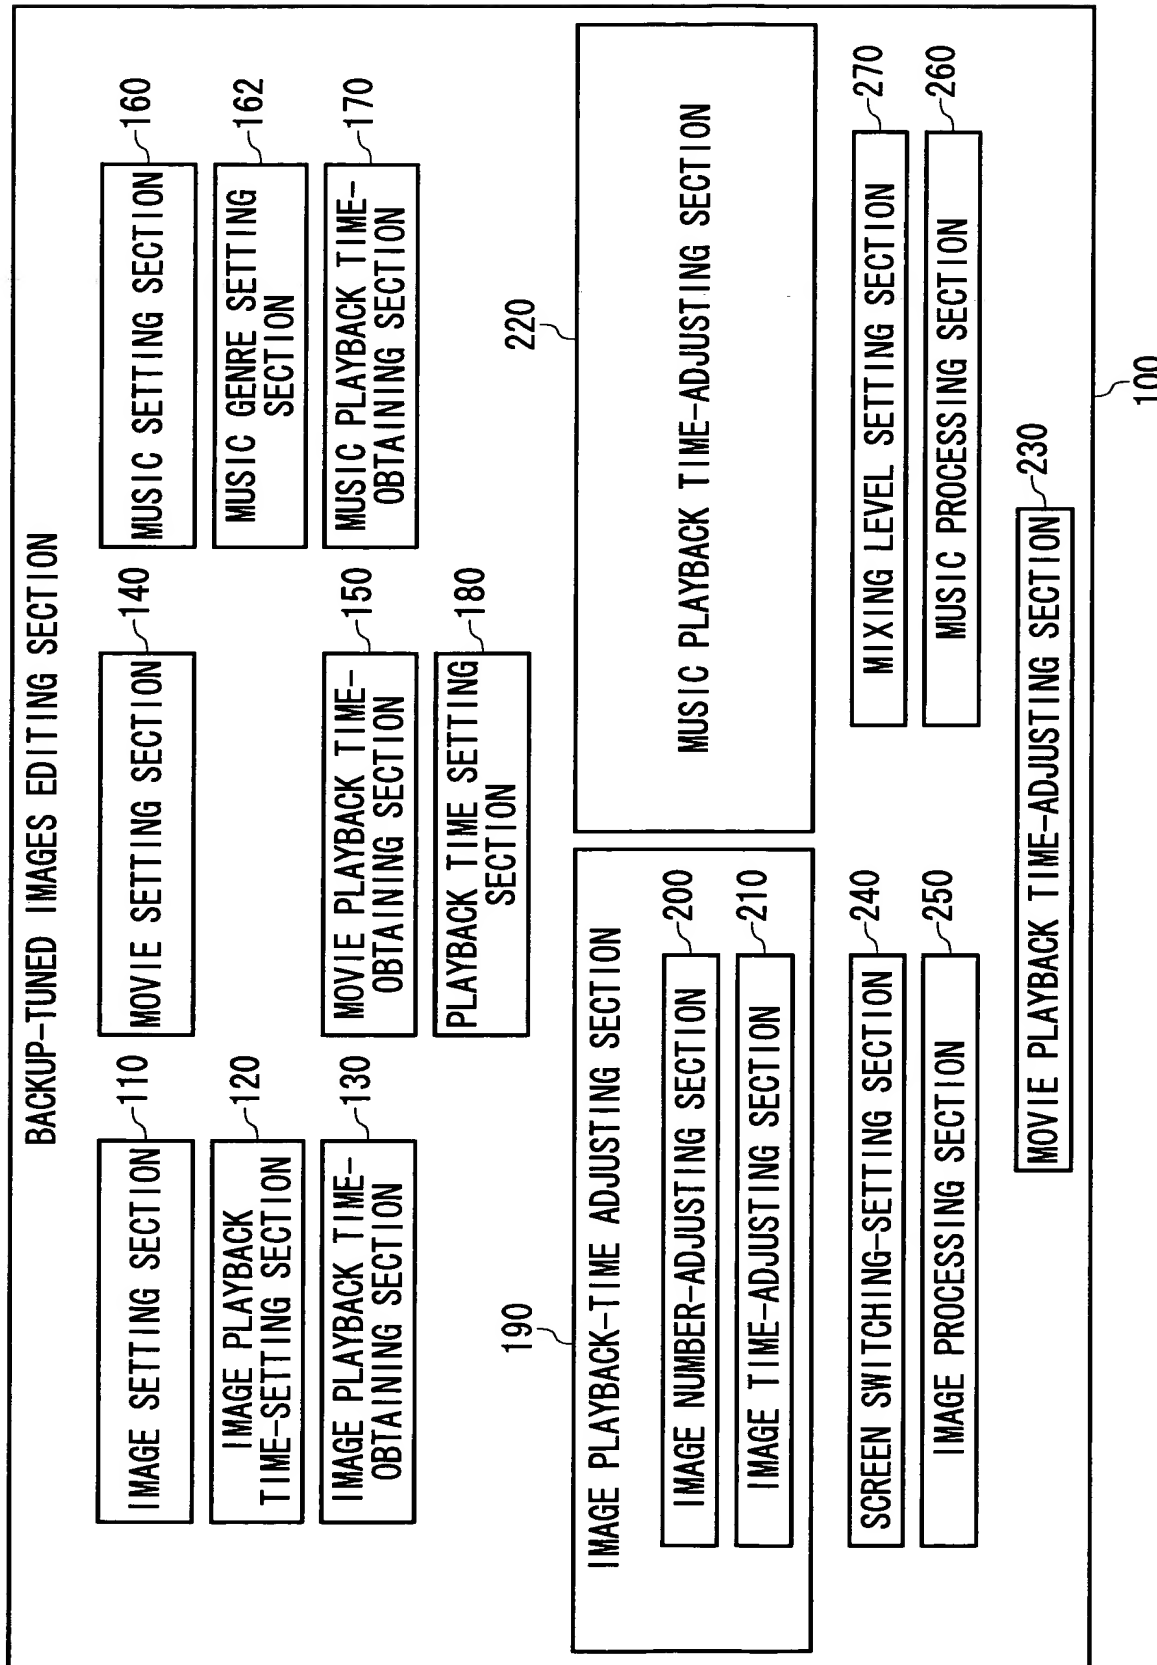 BACKUP-TUNED IMAGES EDITING SECTION
IMAGE SETTING SECTION
110
MOVIE SETTING SECTION
140
MUSIC SETTING SECTION
160
IMAGE PLAYBACK
TIME-SETTING SECTION
120
MUSIC GENRE SETTING
SECTION
162
IMAGE PLAYBACK TIME-
OBTAINING SECTION
130
MOVIE PLAYBACK TIME-
OBTAINING SECTION
150
MUSIC PLAYBACK TIME-
OBTAINING SECTION
170
PLAYBACK TIME SETTING
SECTION
180
190
IMAGE PLAYBACK-TIME ADJUSTING SECTION
IMAGE NUMBER-ADJUSTING SECTION
200
IMAGE TIME-ADJUSTING SECTION
210
220
MUSIC PLAYBACK TIME-ADJUSTING SECTION
SCREEN SWITCHING-SETTING SECTION
240
MIXING LEVEL SETTING SECTION
270
IMAGE PROCESSING SECTION
250
MUSIC PROCESSING SECTION
260
MOVIE PLAYBACK TIME-ADJUSTING SECTION
230
100